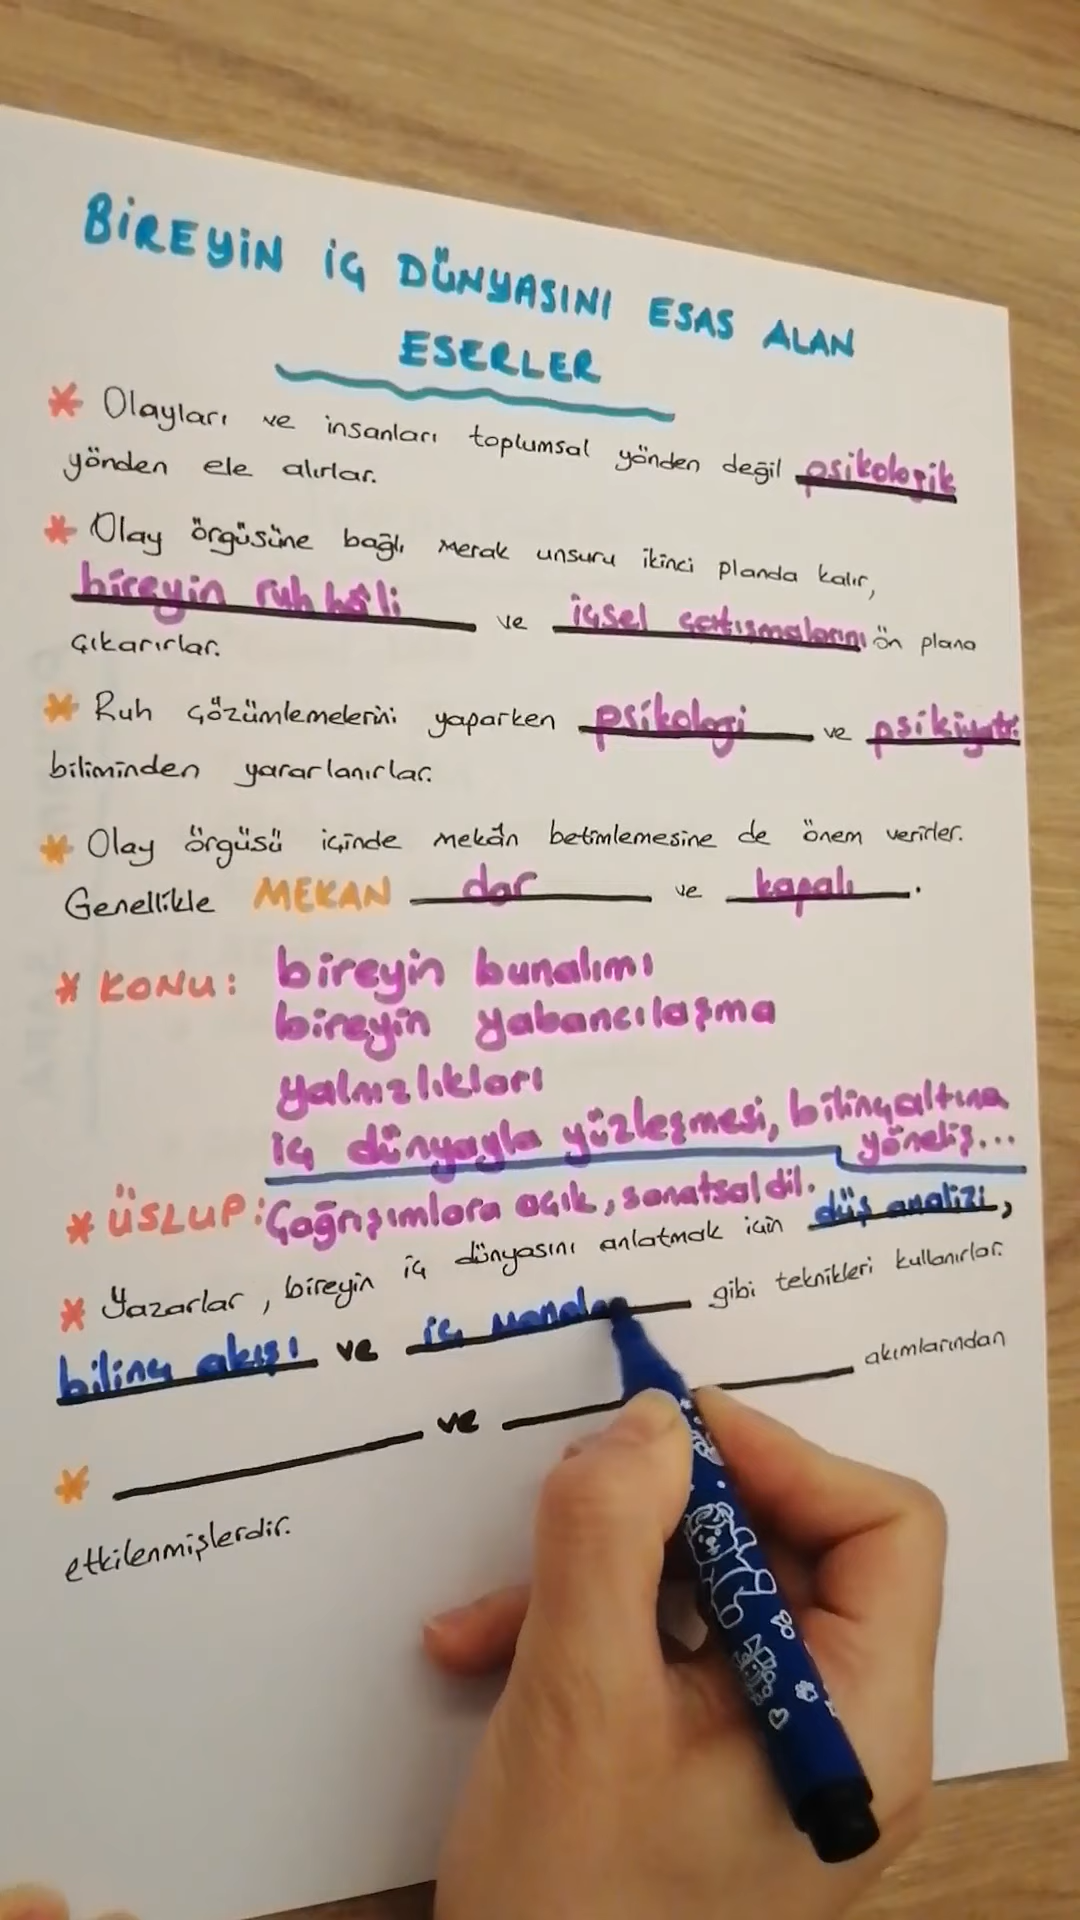 BİREYİN İÇ DÜNYASINI ESAS ALAN
ESERLER
* Olayları ve insanları toplumsal yönden değil psikolojik
yönden ele alırlar.
* Olay örgüsüne bağlı merak unsuru ikinci planda kalır,
bireyin ruh hâli ve içsel çatışmalarını ön plana
çıkarırlar.
* Ruh çözümlemelerini yaparken psikoloji ve psikiyatri
biliminden yararlanırlar.
* Olay örgüsü içinde mekân betimlemesine de önem verirler.
Genellikle MEKAN dar ve kapalı.
* KONU: bireyin bunalımı
bireyin yabancılaşma
yalnızlıkları
iç dünyayla yüzleşmesi, bilinçaltına
yöneliş...
* ÜSLUP: Çağrışımlara açık, sanatsal dil.
* Yazarlar, bireyin iç dünyasını anlatmak için düş analizi,
bilinç akışı ve iç gibi teknikleri kullanırlar.
* ve akımlarından
etkilenmişlerdir.